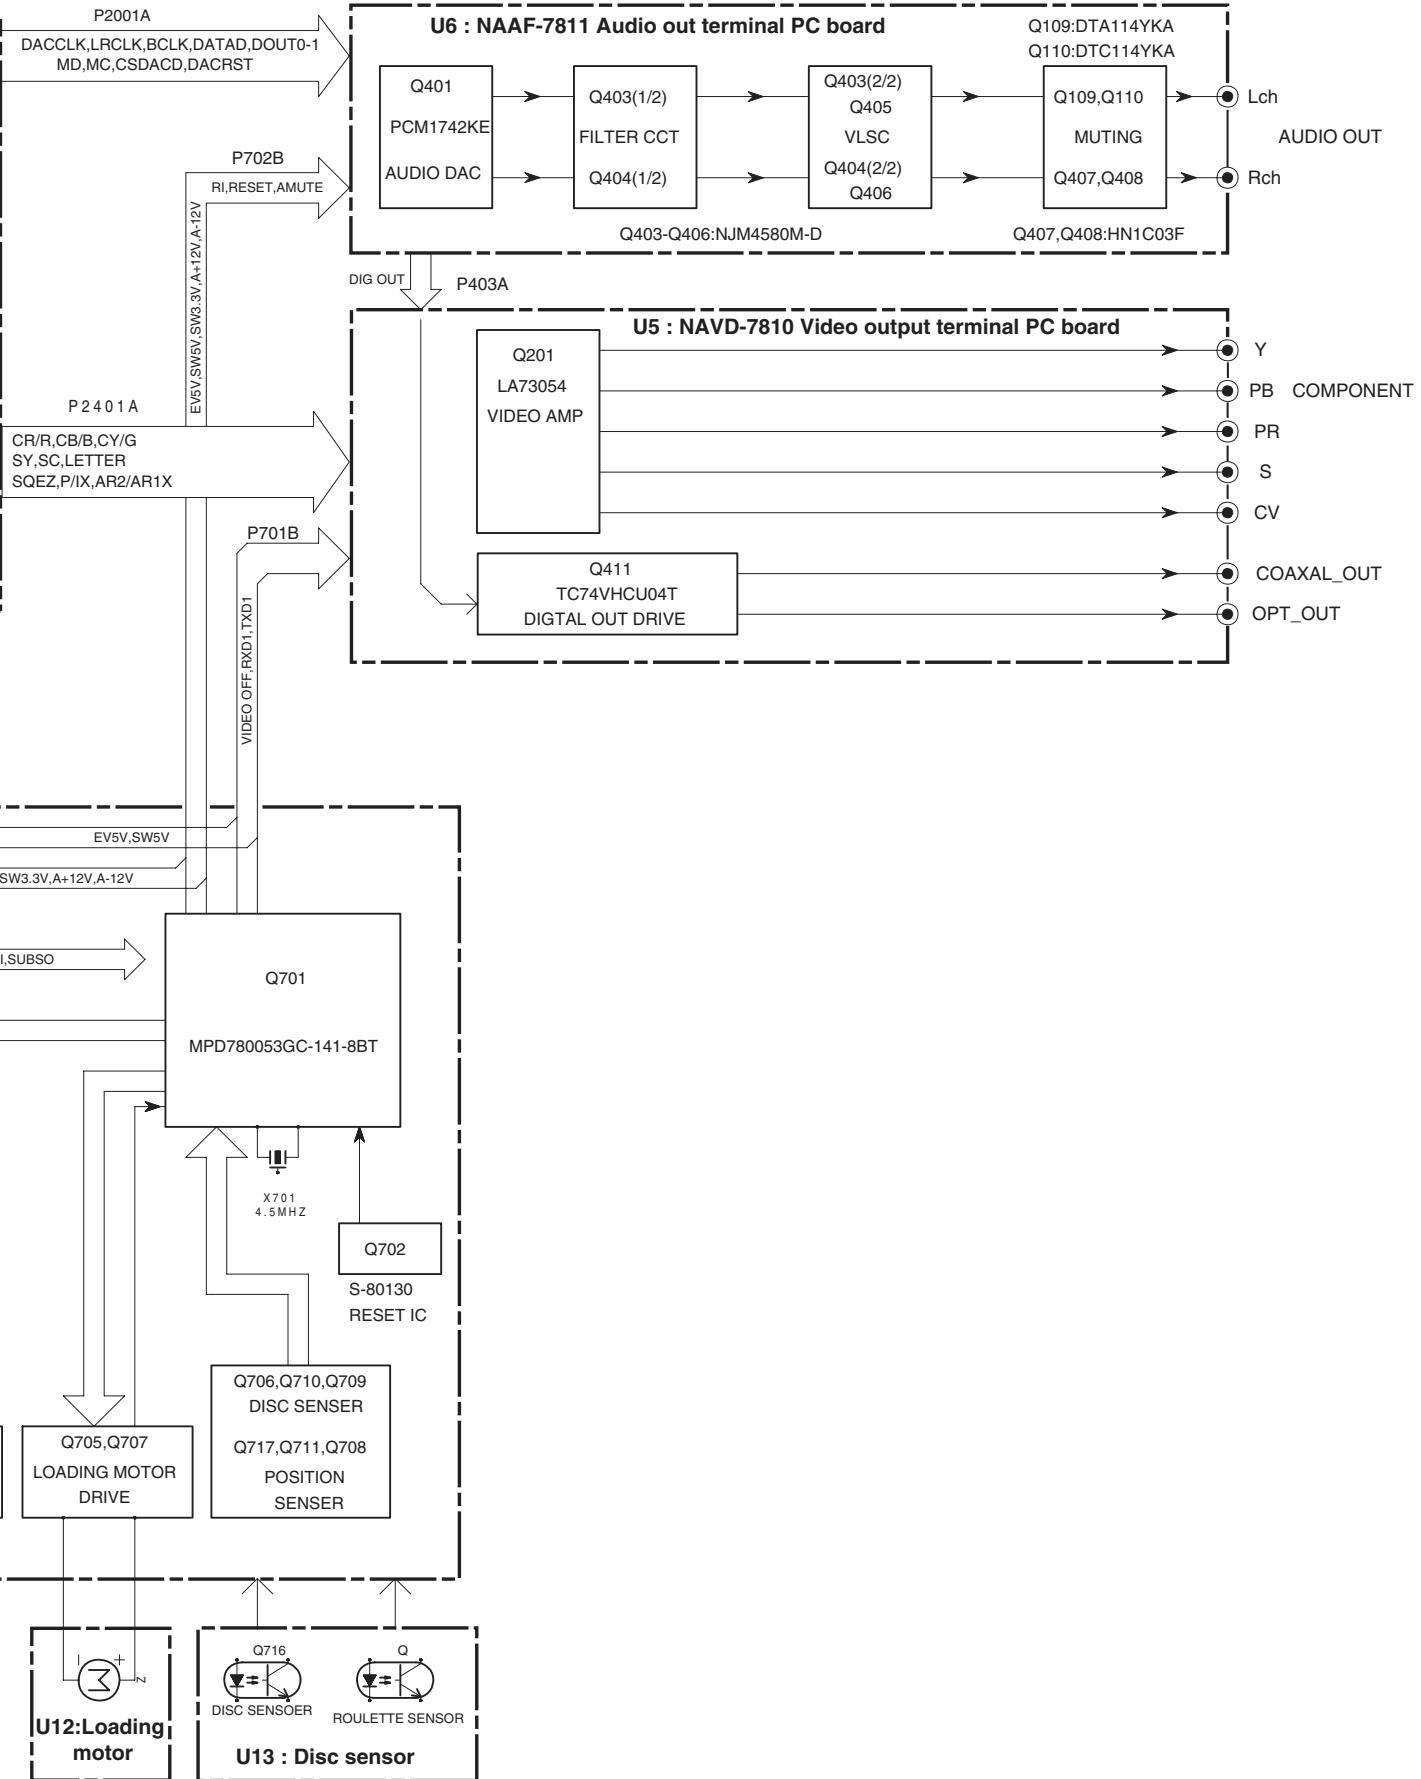 P2001A
DACCLK,LRCLK,BCLK,DATAD,DOUT0-1
MD,MC,CSDACD,DACRST
U6 : NAAF-7811 Audio out terminal PC board
Q109:DTA114YKA
Q110:DTC114YKA
Q401
PCM1742KE
AUDIO DAC
Q403(1/2)
FILTER CCT
Q404(1/2)
Q403(2/2)
Q405
VLSC
Q404(2/2)
Q406
Q109,Q110
MUTING
Q407,Q408
Lch
AUDIO OUT
Rch
Q403-Q406:NJM4580M-D
Q407,Q408:HN1C03F
P702B
RI,RESET,AMUTE
EV5V,SW5V,SW3.3V,A+12V,A-12V
DIG OUT
P403A
U5 : NAVD-7810 Video output terminal PC board
Q201
LA73054
VIDEO AMP
Y
PB COMPONENT
PR
S
CV
P2401A
CR/R,CB/B,CY/G
SY,SC,LETTER
SQEZ,P/IX,AR2/AR1X
P701B
VIDEO OFF,RXD1,TXD1
Q411
TC74VHCU04T
DIGTAL OUT DRIVE
COAXAL_OUT
OPT_OUT
EV5V,SW5V
SW3.3V,A+12V,A-12V
I,SUBSO
Q701
MPD780053GC-141-8BT
X701
4.5MHZ
Q702
S-80130
RESET IC
Q706,Q710,Q709
DISC SENSER
Q717,Q711,Q708
POSITION
SENSER
Q705,Q707
LOADING MOTOR
DRIVE
M
− +
Z
U12:Loading
motor
Q716
DISC SENSOER
Q
ROULETTE SENSOR
U13 : Disc sensor